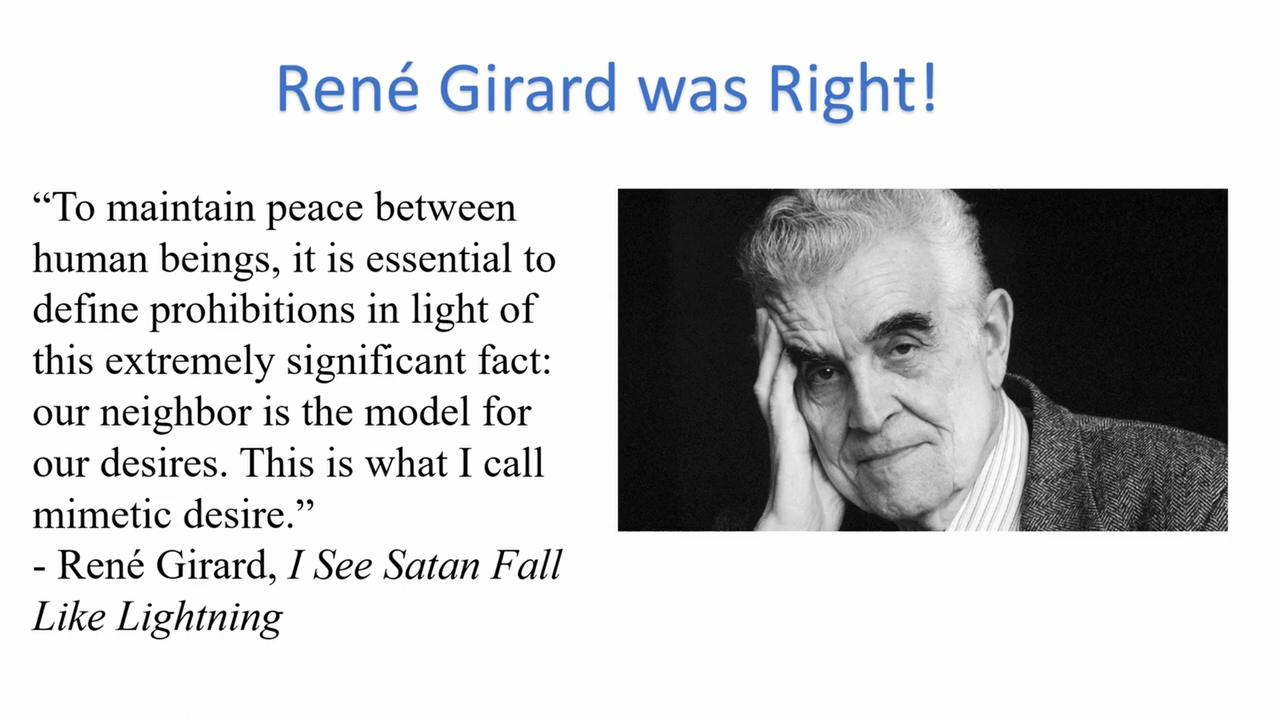 René Girard was Right!
“To maintain peace between
human beings, it is essential to
define prohibitions in light of
this extremely significant fact:
our neighbor is the model for
our desires. This is what I call
mimetic desire.”
- René Girard, I See Satan Fall
Like Lightning